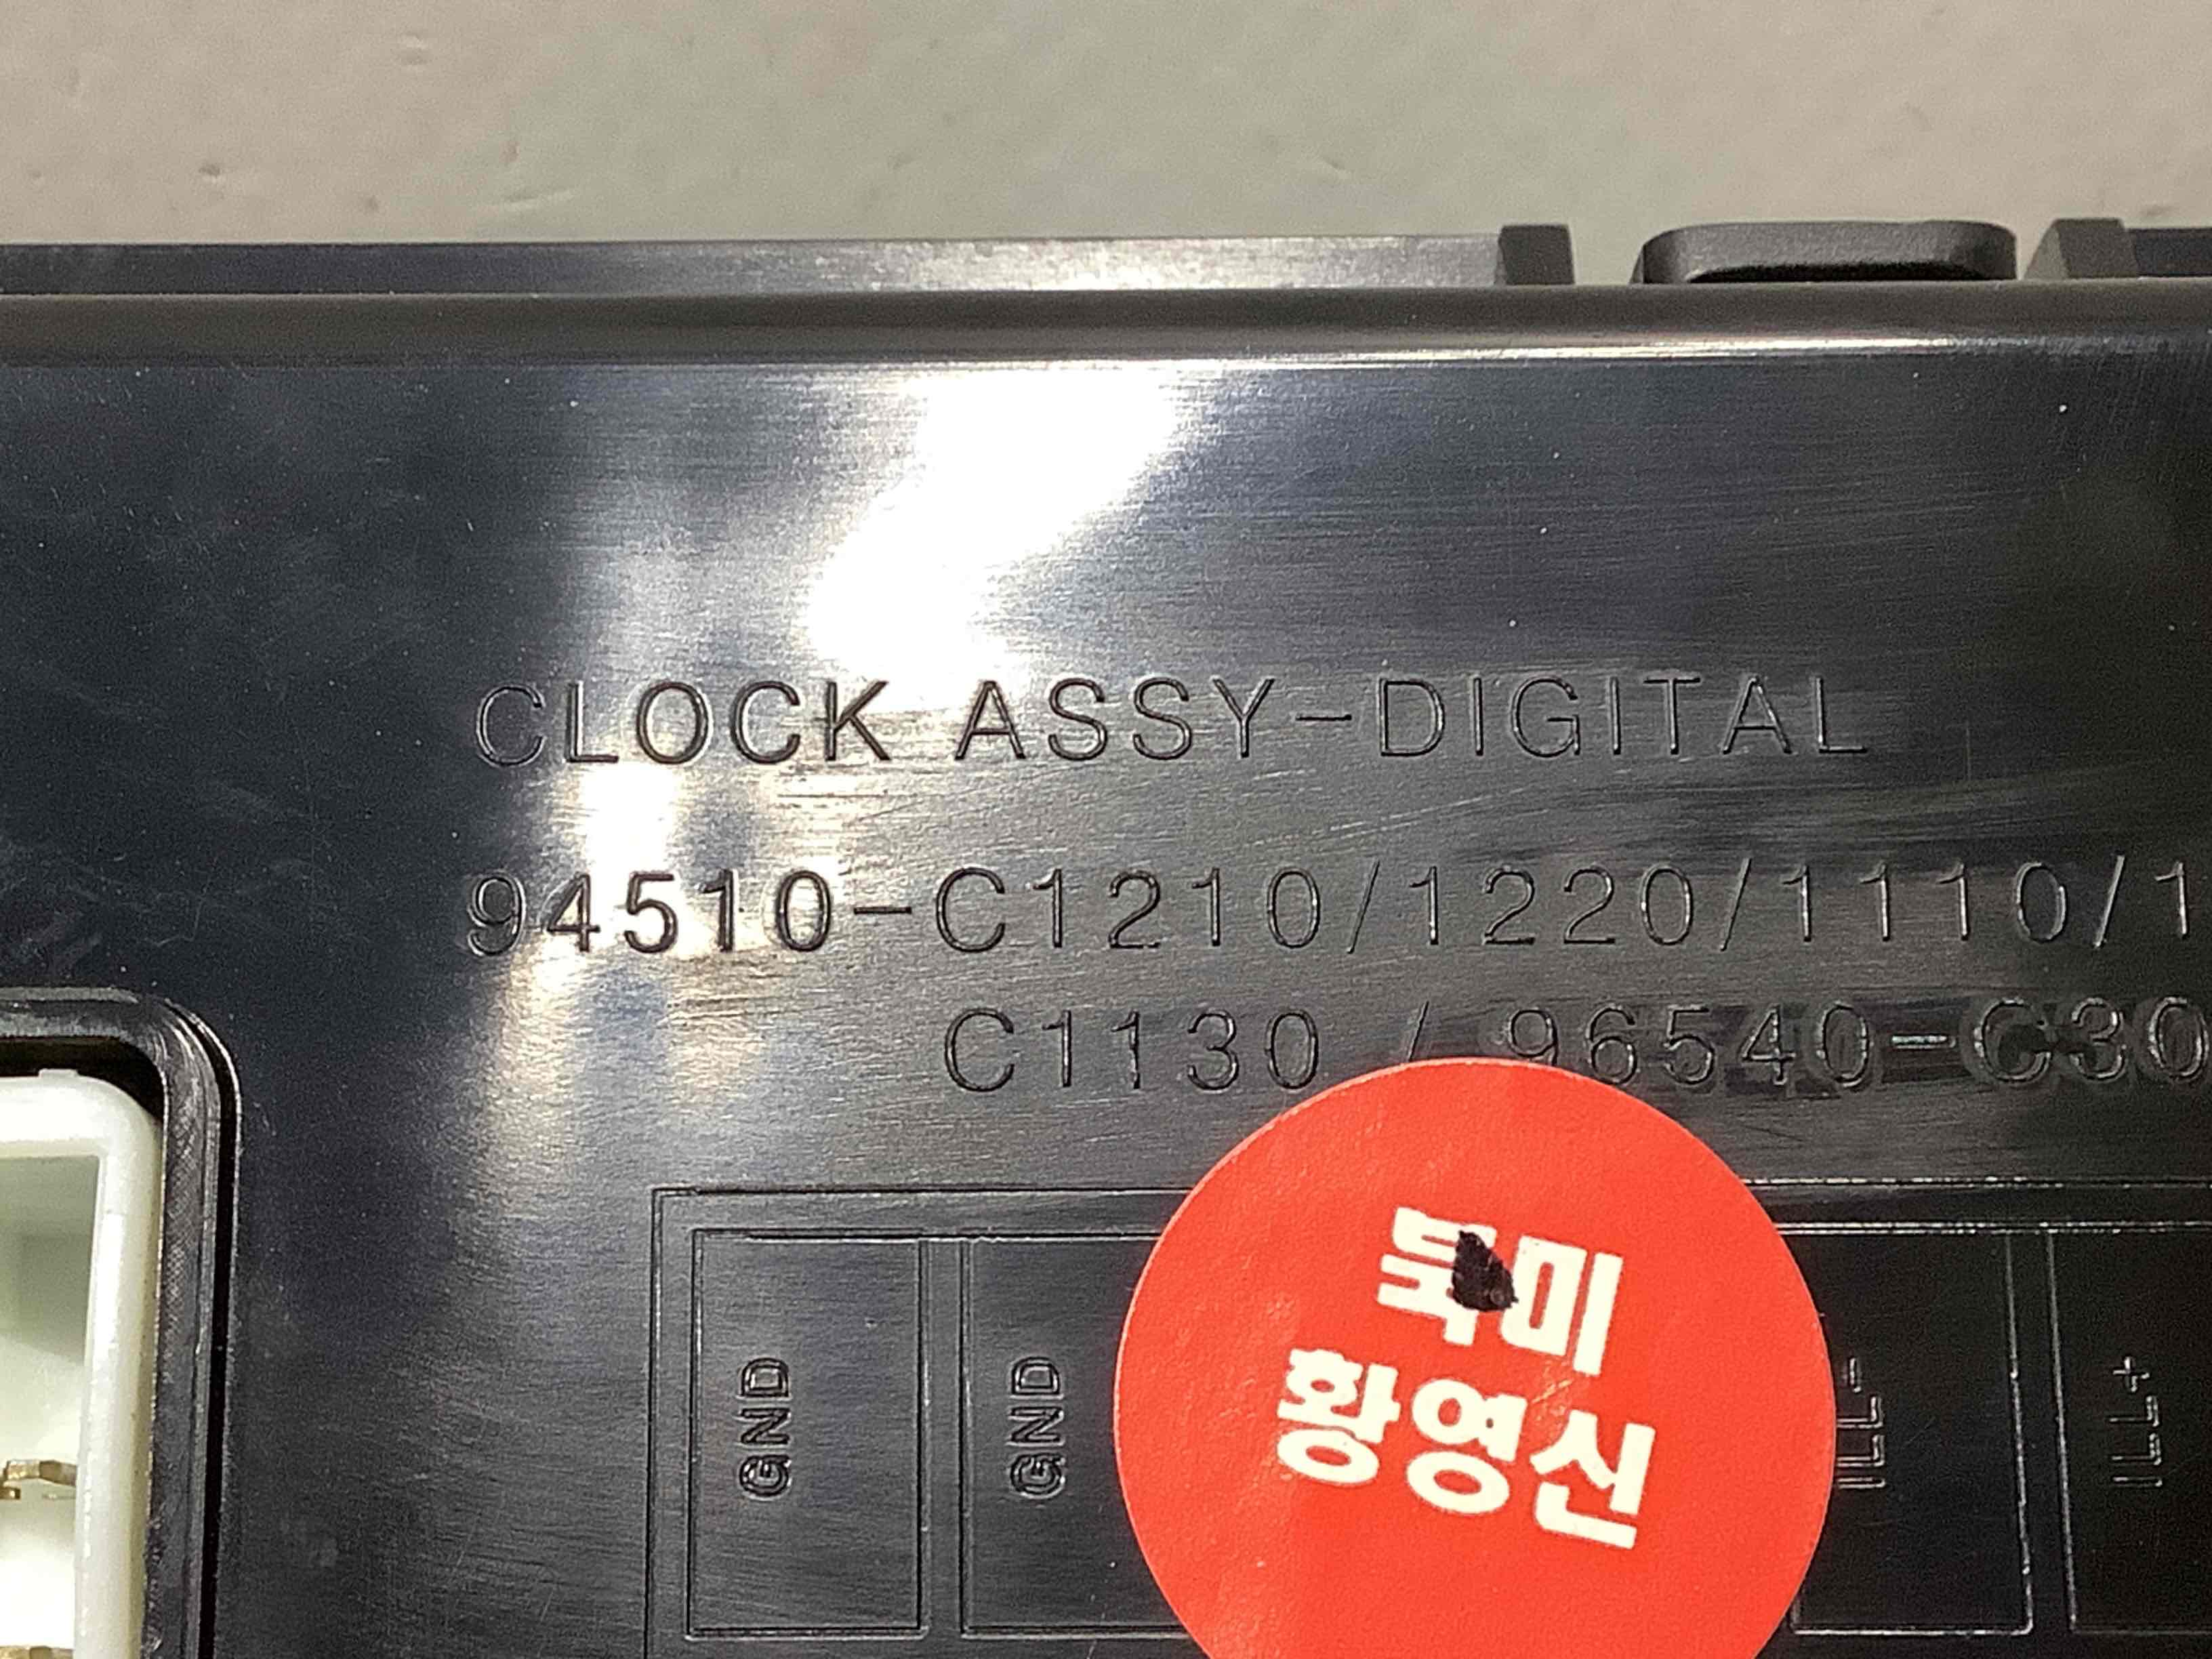 CLOCK ASSY-DIGITAL
94510-C1210/1220/1110/1
C1130 / 96540-C30
GND
GND
ILL-
ILL+
북미
황영신